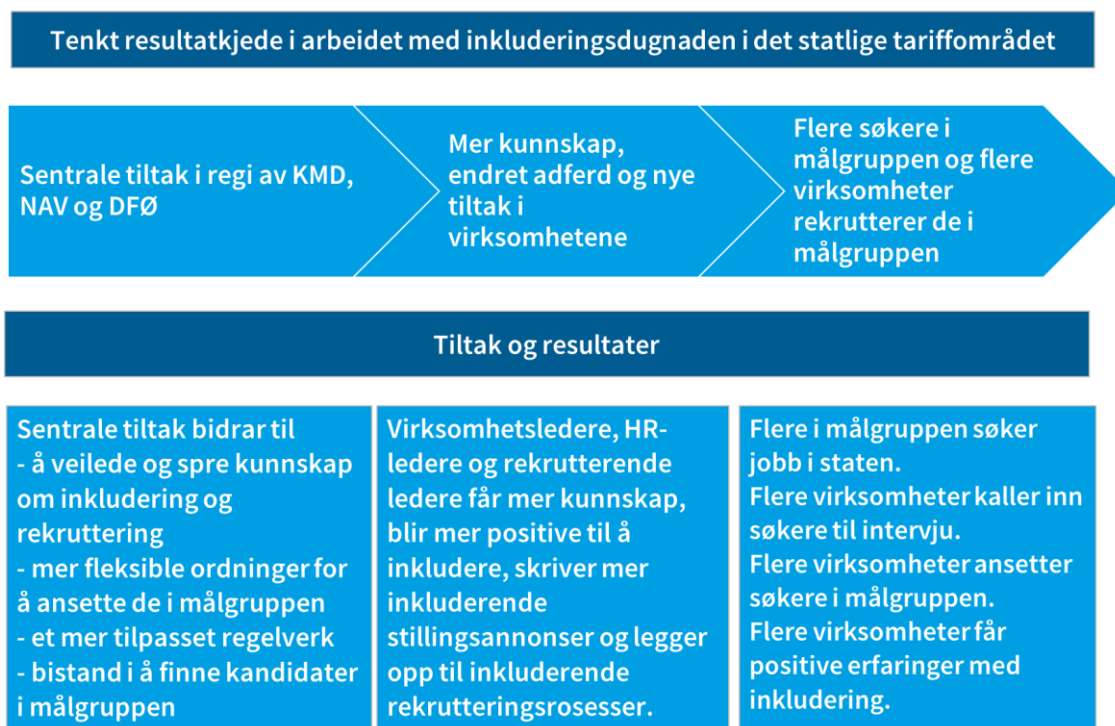 Tenkt resultatkjede i arbeidet med inkluderingsdugnaden i det statlige tariffområdet
Sentrale tiltak i regi av KMD,
NAV og DFØ
Mer kunnskap,
endret adferd og nye
tiltak i
virksomhetene
Flere søkere i
målgruppen og flere
virksomheter
rekrutterer de i
målgruppen
Tiltak og resultater
Sentrale tiltak bidrar til
- å veilede og spre kunnskap
om inkludering og
rekruttering
- mer fleksible ordninger for
å ansette de i målgruppen
- et mer tilpasset regelverk
- bistand i å finne kandidater
i målgruppen
Virksomhetsledere, HR-
ledere og rekrutterende
ledere får mer kunnskap,
blir mer positive til å
inkludere, skriver mer
inkluderende
stillingsannonser og legger
opp til inkluderende
rekrutteringsrosesser.
Flere i målgruppen søker
jobb i staten.
Flere virksomheter kaller inn
søkere til intervju.
Flere virksomheter ansetter
søkere i målgruppen.
Flere virksomheter får
positive erfaringer med
inkludering.